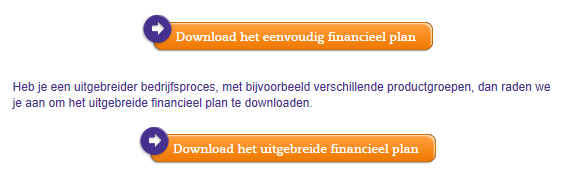 Download het eenvoudig financieel plan
Heb je een uitgebreider bedrijfsproces, met bijvoorbeeld verschillende productgroepen, dan raden we
je aan om het uitgebreide financieel plan te downloaden.
Download het uitgebreide financieel plan